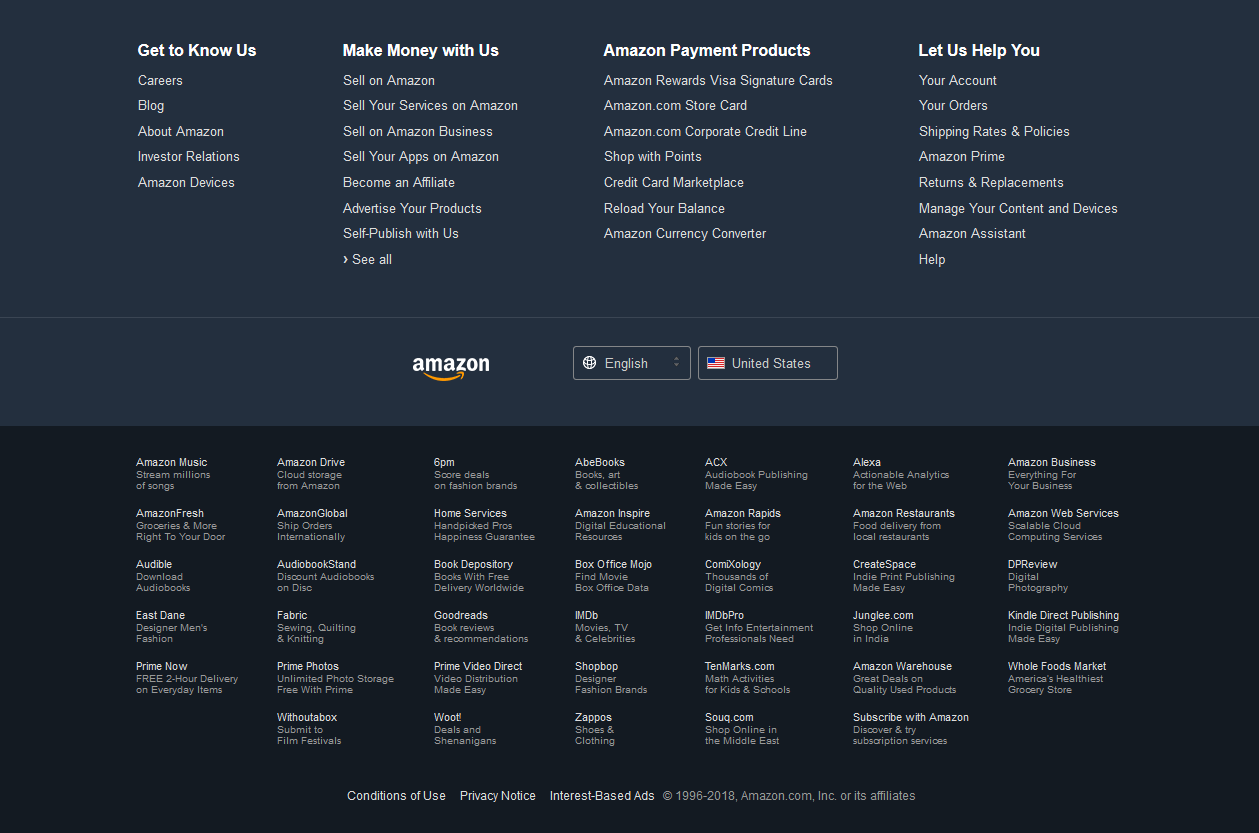 Get to Know Us
Careers
Blog
About Amazon
Investor Relations
Amazon Devices
Make Money with Us
Sell on Amazon
Sell Your Services on Amazon
Sell on Amazon Business
Sell Your Apps on Amazon
Become an Affiliate
Advertise Your Products
Self-Publish with Us
› See all
Amazon Payment Products
Amazon Rewards Visa Signature Cards
Amazon.com Store Card
Amazon.com Corporate Credit Line
Shop with Points
Credit Card Marketplace
Reload Your Balance
Amazon Currency Converter
Let Us Help You
Your Account
Your Orders
Shipping Rates & Policies
Amazon Prime
Returns & Replacements
Manage Your Content and Devices
Amazon Assistant
Help
amazon
English
United States
Amazon Music
Stream millions
of songs
Amazon Drive
Cloud storage
from Amazon
6pm
Score deals
on fashion brands
AbeBooks
Books, art
& collectibles
ACX
Audiobook Publishing
Made Easy
Alexa
Actionable Analytics
for the Web
Amazon Business
Everything For
Your Business
AmazonFresh
Groceries & More
Right To Your Door
AmazonGlobal
Ship Orders
Internationally
Home Services
Handpicked Pros
Happiness Guarantee
Amazon Inspire
Digital Educational
Resources
Amazon Rapids
Fun stories for
kids on the go
Amazon Restaurants
Food delivery from
local restaurants
Amazon Web Services
Scalable Cloud
Computing Services
Audible
Download
Audiobooks
AudiobookStand
Discount Audiobooks
on Disc
Book Depository
Books With Free
Delivery Worldwide
Box Office Mojo
Find Movie
Box Office Data
ComiXology
Thousands of
Digital Comics
CreateSpace
Indie Print Publishing
Made Easy
DPReview
Digital
Photography
East Dane
Designer Men's
Fashion
Fabric
Sewing, Quilting
& Knitting
Goodreads
Book reviews
& recommendations
IMDb
Movies, TV
& Celebrities
IMDbPro
Get Info Entertainment
Professionals Need
Junglee.com
Shop Online
in India
Kindle Direct Publishing
Indie Digital Publishing
Made Easy
Prime Now
FREE 2-Hour Delivery
on Everyday Items
Prime Photos
Unlimited Photo Storage
Free With Prime
Prime Video Direct
Video Distribution
Made Easy
Shopbop
Designer
Fashion Brands
TenMarks.com
Math Activities
for Kids & Schools
Amazon Warehouse
Great Deals on
Quality Used Products
Whole Foods Market
America's Healthiest
Grocery Store
Withoutabox
Submit to
Film Festivals
Woot!
Deals and
Shenanigans
Zappos
Shoes &
Clothing
Souq.com
Shop Online in
the Middle East
Subscribe with Amazon
Discover & try
subscription services
Conditions of Use Privacy Notice Interest-Based Ads © 1996-2018, Amazon.com, Inc. or its affiliates